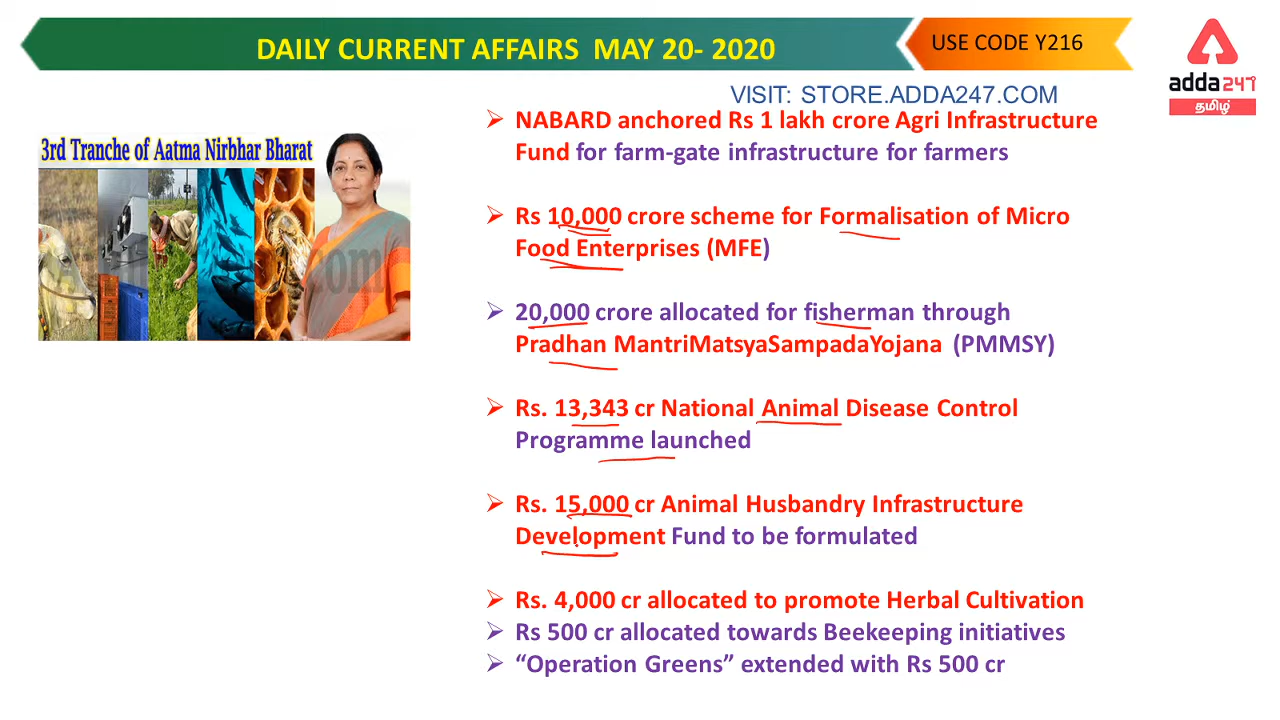 DAILY CURRENT AFFAIRS MAY 20- 2020
USE CODE Y216
adda247
தமிழ்
VISIT: STORE.ADDA247.COM
3rd Tranche of Aatma Nirbhar Bharat
NABARD anchored Rs 1 lakh crore Agri Infrastructure
Fund for farm-gate infrastructure for farmers
Rs 10,000 crore scheme for Formalisation of Micro
Food Enterprises (MFE)
20,000 crore allocated for fisherman through
Pradhan MantriMatsyaSampadaYojana (PMMSY)
Rs. 13,343 cr National Animal Disease Control
Programme launched
Rs. 15,000 cr Animal Husbandry Infrastructure
Development Fund to be formulated
Rs. 4,000 cr allocated to promote Herbal Cultivation
Rs 500 cr allocated towards Beekeeping initiatives
“Operation Greens” extended with Rs 500 cr